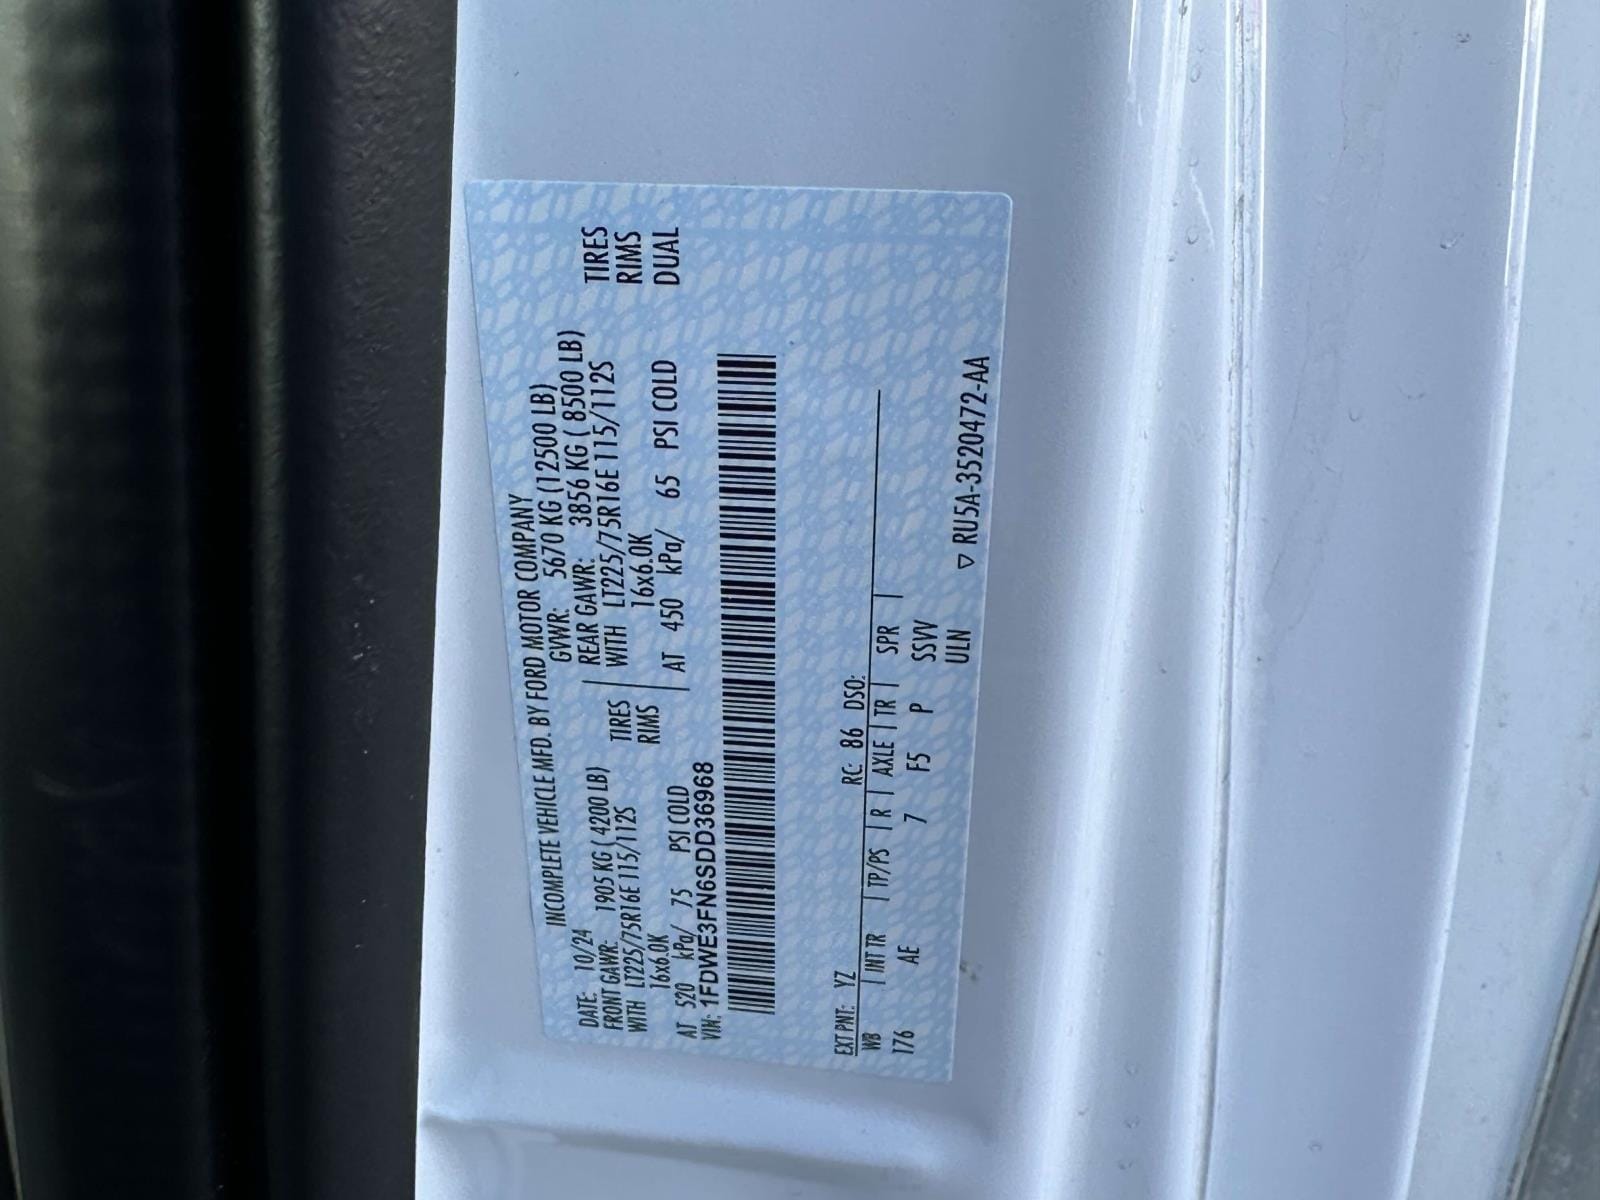 INCOMPLETE VEHICLE MFD. BY FORD MOTOR COMPANY
DATE: 10/24 GVWR: 5670 KG (12500 LB)
FRONT GAWR: 1905 KG ( 4200 LB) REAR GAWR: 3856 KG ( 8500 LB)
WITH LT225/75R16E 115/112S TIRES WITH LT225/75R16E 115/112S TIRES
16x6.0K RIMS 16x6.0K RIMS
AT 520 kPa/ 75 PSI COLD AT 450 kPa/ 65 PSI COLD DUAL
VIN: 1FDWE3FN6SDD36968
EXT PNT: YZ RC: 86 DSO:
WB | INT TR | TP/PS | R | AXLE | TR | SPR |
176 AE 7 F5 P SSVV
ULN
▽ RU5A-3520472-AA